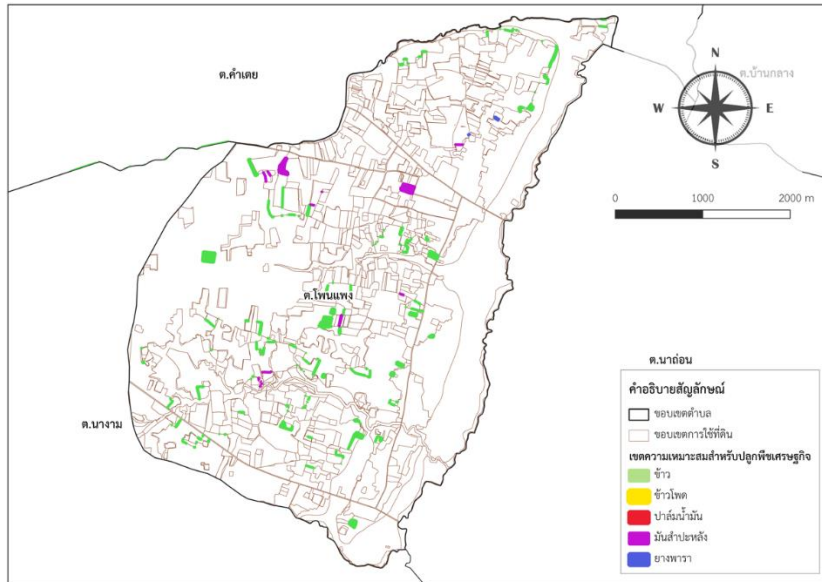 ต.คำเตย
N
ต.บ้านกลาง
W
E
S
0
1000
2000 m
ต.โพนแพง
ต.นาถ่อน
ต.นางาม
คำอธิบายสัญลักษณ์
ขอบเขตตำบล
ขอบเขตการใช้ที่ดิน
เขตความเหมาะสมสำหรับปลูกพืชเศรษฐกิจ
ข้าว
ข้าวโพด
ปาล์มน้ำมัน
มันสำปะหลัง
ยางพารา